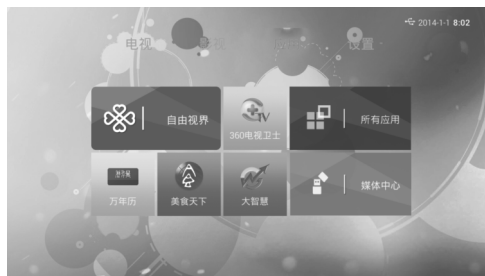 2014-1-1 8:02
电视 影视 设置
自由视界
360电视卫士
所有应用
万年历
美食天下
大智慧
媒体中心